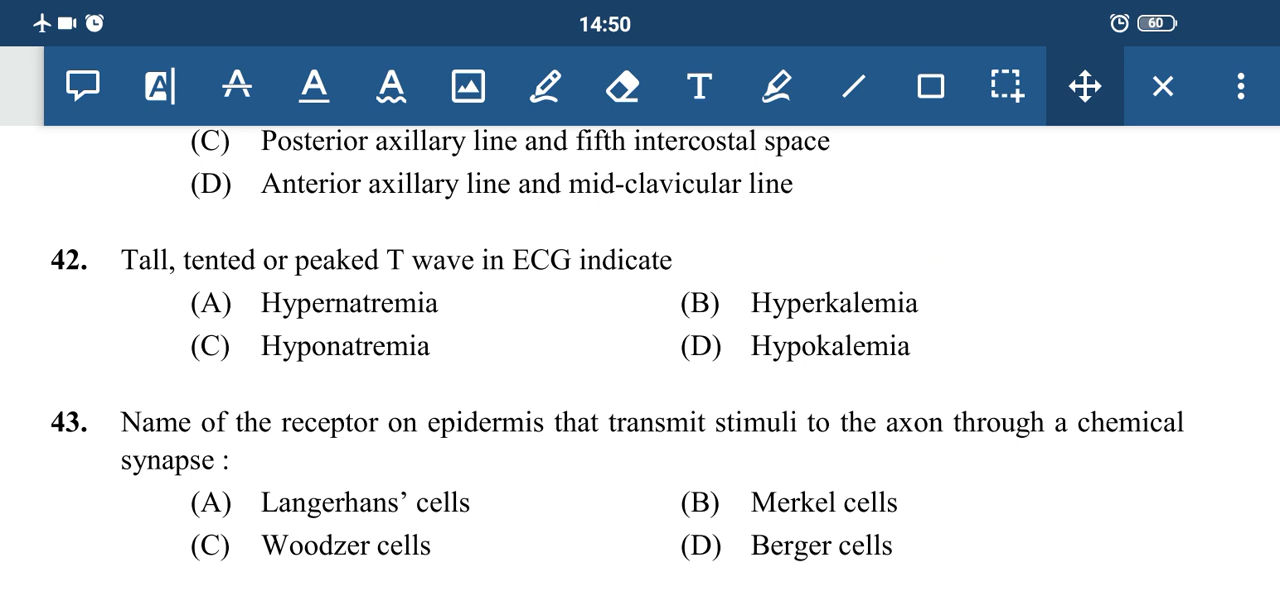 14:50
60
(C) Posterior axillary line and fifth intercostal space
(D) Anterior axillary line and mid-clavicular line
42. Tall, tented or peaked T wave in ECG indicate
(A) Hypernatremia (B) Hyperkalemia
(C) Hyponatremia (D) Hypokalemia
43. Name of the receptor on epidermis that transmit stimuli to the axon through a chemical
synapse :
(A) Langerhans’ cells (B) Merkel cells
(C) Woodzer cells (D) Berger cells